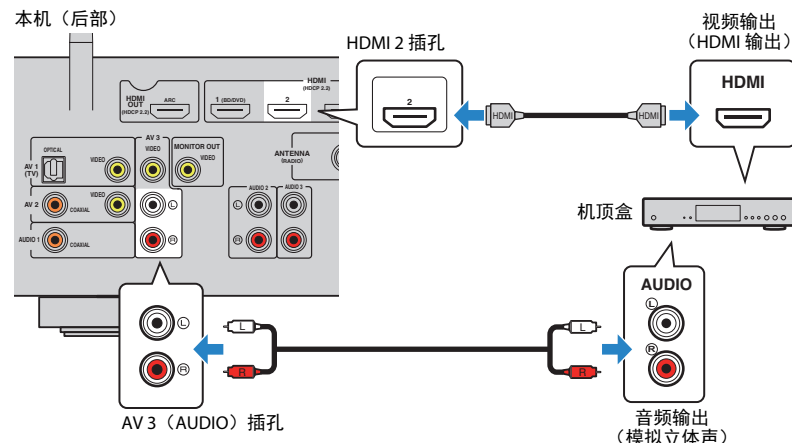 本机（后部）
HDMI 2 插孔
视频输出
（HDMI 输出）
HDMI
OUT
(HDCP 2.2)
ARC
HDMI
(HDCP 2.2)
1 (BD/DVD)
2
2
HDMI
HDMI
HDMI
OPTICAL
AV 1
(TV)
VIDEO
AV 3
VIDEO
MONITOR OUT
VIDEO
ANTENNA
(RADIO)
AV 2
COAXIAL
VIDEO
L
AUDIO 2
AUDIO 3
L
AUDIO 1
COAXIAL
R
R
机顶盒
AUDIO
L
R
L
R
L
R
L
R
AV 3（AUDIO）插孔
音频输出
（模拟立体声）